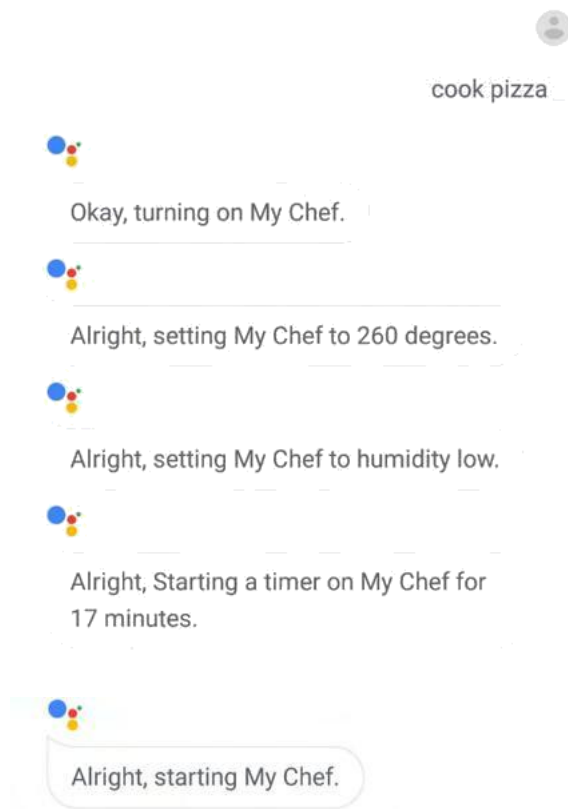 cook pizza
Okay, turning on My Chef.
Alright, setting My Chef to 260 degrees.
Alright, setting My Chef to humidity low.
Alright, Starting a timer on My Chef for
17 minutes.
Alright, starting My Chef.